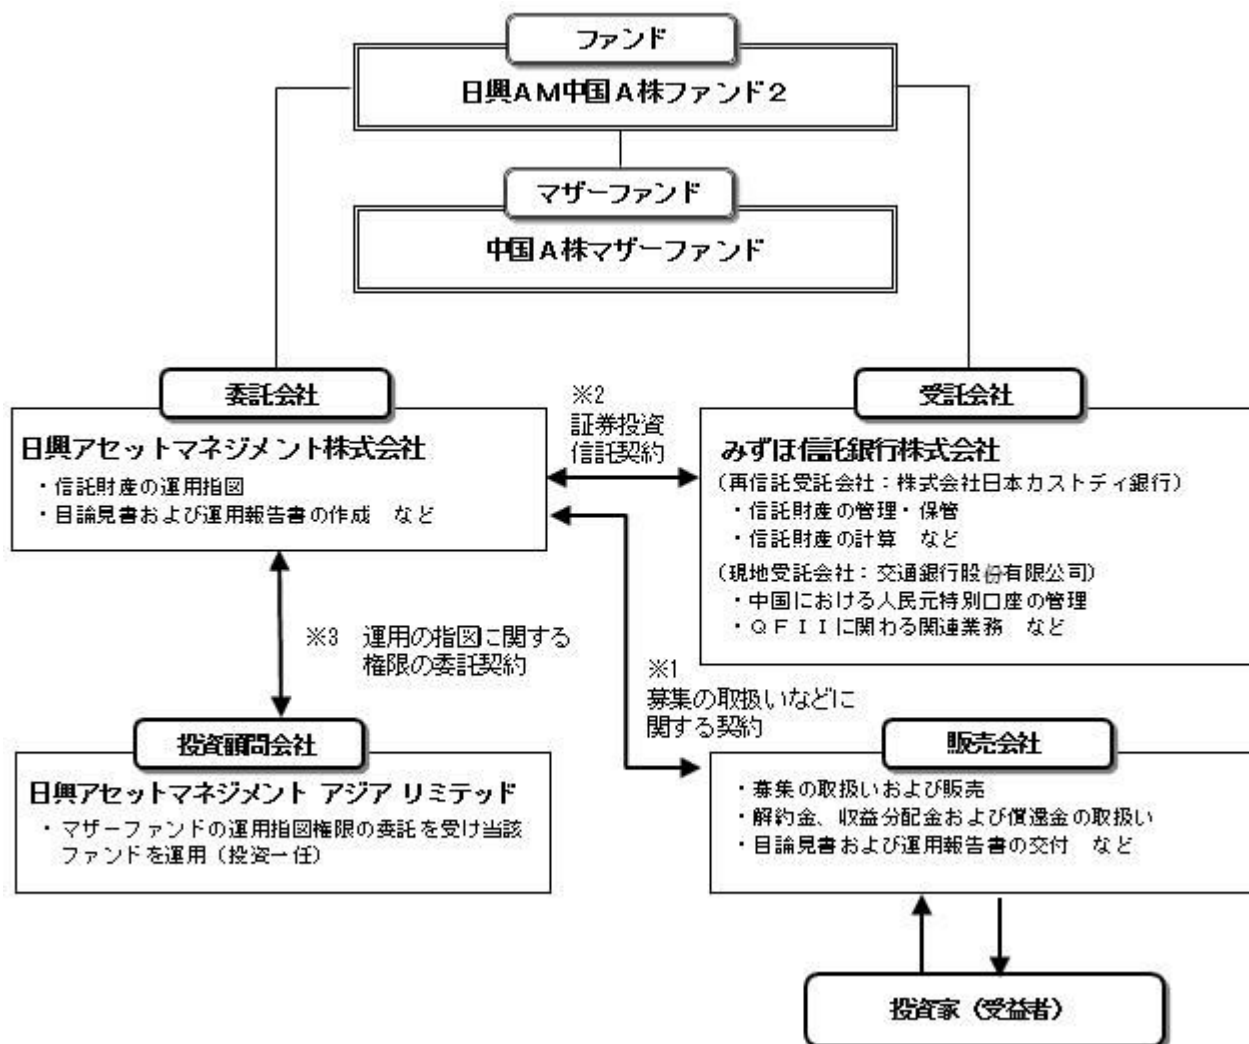 ファンド
日興AM中国A株ファンド2
マザーファンド
中国A株マザーファンド
委託会社
日興アセットマネジメント株式会社
・信託財産の運用指図
・目論見書および運用報告書の作成 など
※2
証券投資
信託契約
受託会社
みずほ信託銀行株式会社
(再信託受託会社:株式会社日本カストディ銀行)
・信託財産の管理・保管
・信託財産の計算 など
(現地受託会社:交通銀行股份有限公司)
・中国における人民元特別口座の管理
・QFIIに関わる関連業務 など
※3 運用の指図に関する
権限の委託契約
※1
募集の取扱いなどに
関する契約
投資顧問会社
日興アセットマネジメント アジア リミテッド
・マザーファンドの運用指図権限の委託を受け当該
ファンドを運用(投資一任)
販売会社
・募集の取扱いおよび販売
・解約金、収益分配金および償還金の取扱い
・目論見書および運用報告書の交付 など
投資家(受益者)